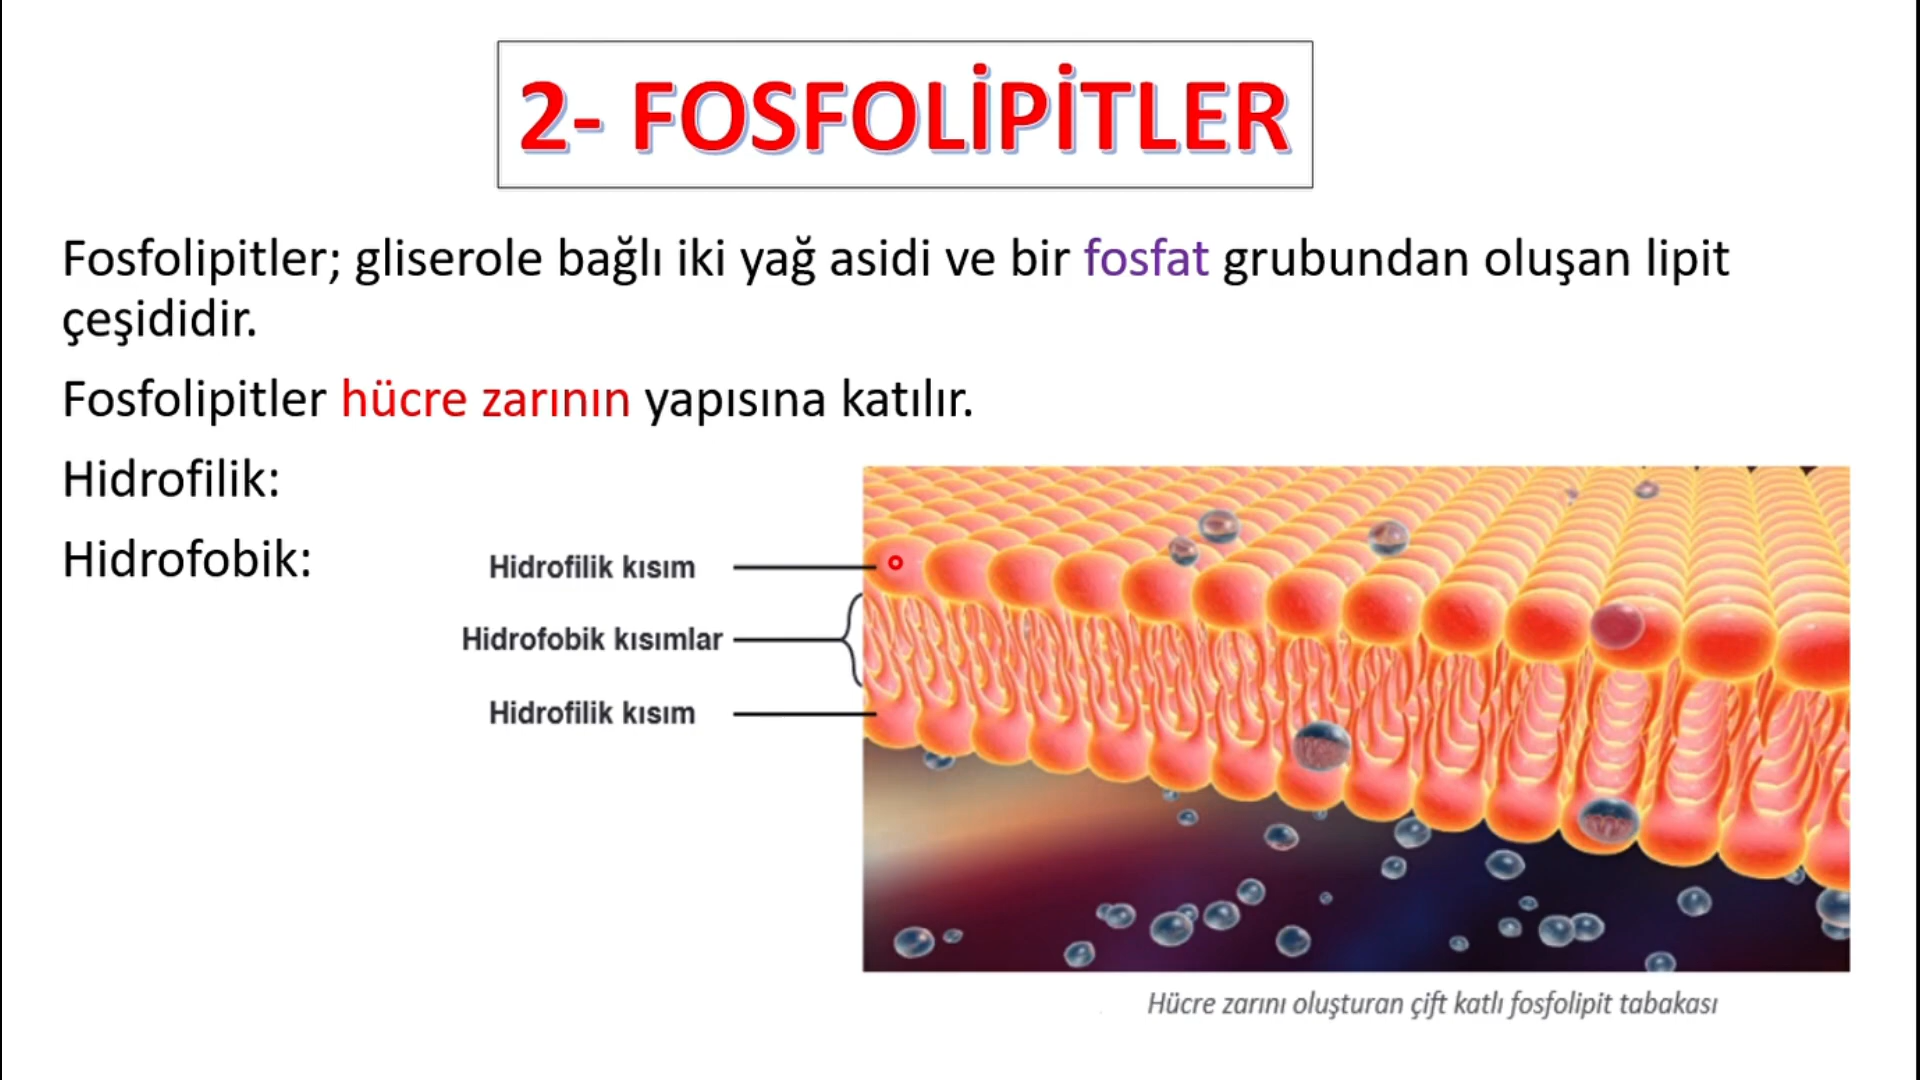 2- FOSFOLİPİTLER
Fosfolipitler; gliserole bağlı iki yağ asidi ve bir fosfat grubundan oluşan lipit
çeşididir.
Fosfolipitler hücre zarının yapısına katılır.
Hidrofilik:
Hidrofobik:
Hidrofilik kısım
Hidrofobik kısımlar
Hidrofilik kısım
Hücre zarını oluşturan çift katlı fosfolipit tabakası